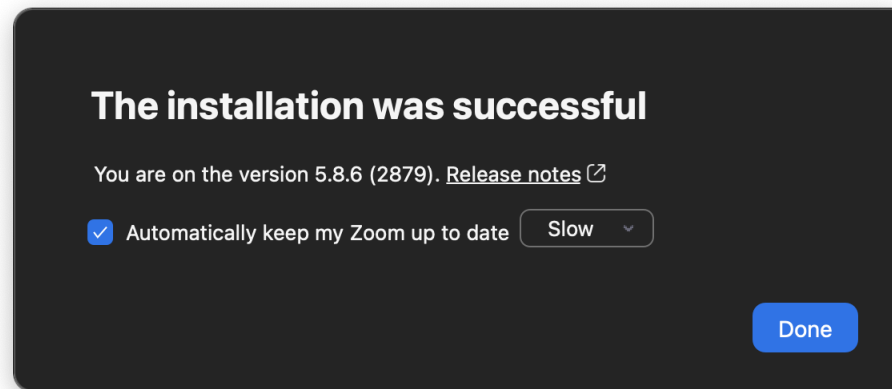 The installation was successful
You are on the version 5.8.6 (2879). Release notes
Automatically keep my Zoom up to date Slow
Done